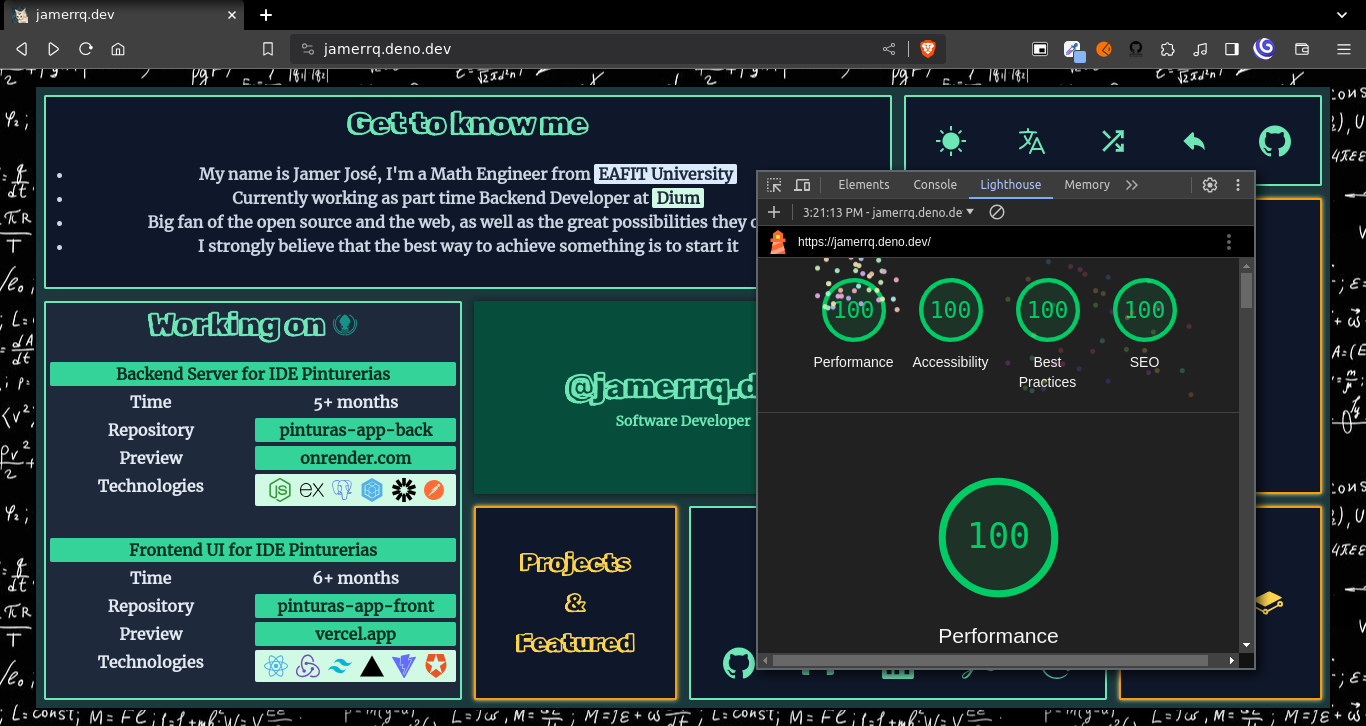 jamerrq.dev
jamerrq.deno.dev
Get to know me
My name is Jamer José, I'm a Math Engineer from EAFIT University
Currently working as part time Backend Developer at Dium
Big fan of the open source and the web, as well as the great possibilities they
I strongly believe that the best way to achieve something is to start it
Working on
Backend Server for IDE Pinturerias
Time 5+ months
Repository pinturas-app-back
Preview onrender.com
Technologies
ex
Frontend UI for IDE Pinturerias
Time 6+ months
Repository pinturas-app-front
Preview vercel.app
Technologies
@jamerrq.d
Software Developer
Projects
&
Featured
Elements Console Lighthouse Memory
3:21:13 PM - jamerrq.deno.de
https://jamerrq.deno.dev/
100 100 100 100
Performance Accessibility Best Practices SEO
100
Performance